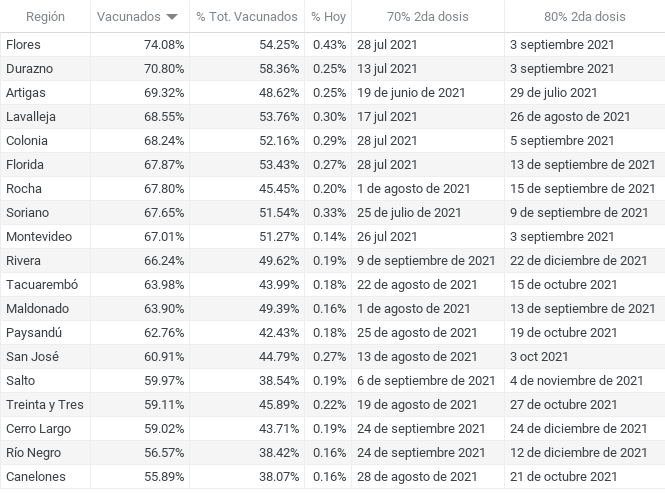 Región Vacunados % Tot. Vacunados % Hoy 70% 2da dosis 80% 2da dosis
Flores 74.08% 54.25% 0.43% 28 jul 2021 3 septiembre 2021
Durazno 70.80% 58.36% 0.25% 13 jul 2021 3 septiembre 2021
Artigas 69.32% 48.62% 0.25% 19 de junio de 2021 29 de julio 2021
Lavalleja 68.55% 53.76% 0.30% 17 jul 2021 26 de agosto de 2021
Colonia 68.24% 52.16% 0.29% 28 jul 2021 5 septiembre 2021
Florida 67.87% 53.43% 0.27% 28 jul 2021 13 de septiembre de 2021
Rocha 67.80% 45.45% 0.20% 1 de agosto de 2021 15 de septiembre de 2021
Soriano 67.65% 51.54% 0.33% 25 de julio de 2021 9 de septiembre de 2021
Montevideo 67.01% 51.27% 0.14% 26 jul 2021 3 septiembre 2021
Rivera 66.24% 49.62% 0.19% 9 de septiembre de 2021 22 de diciembre de 2021
Tacuarembó 63.98% 43.99% 0.18% 22 de agosto de 2021 15 de octubre 2021
Maldonado 63.90% 49.39% 0.16% 1 de agosto de 2021 13 de septiembre de 2021
Paysandú 62.76% 42.43% 0.18% 25 de agosto de 2021 19 de octubre 2021
San José 60.91% 44.79% 0.27% 13 de agosto de 2021 3 oct 2021
Salto 59.97% 38.54% 0.19% 6 de septiembre de 2021 4 de noviembre de 2021
Treinta y Tres 59.11% 45.89% 0.22% 19 de agosto de 2021 27 de octubre 2021
Cerro Largo 59.02% 43.71% 0.19% 24 de septiembre 2021 24 de diciembre de 2021
Río Negro 56.57% 38.42% 0.16% 24 de septiembre 2021 12 de diciembre de 2021
Canelones 55.89% 38.07% 0.16% 28 de agosto de 2021 21 de octubre 2021